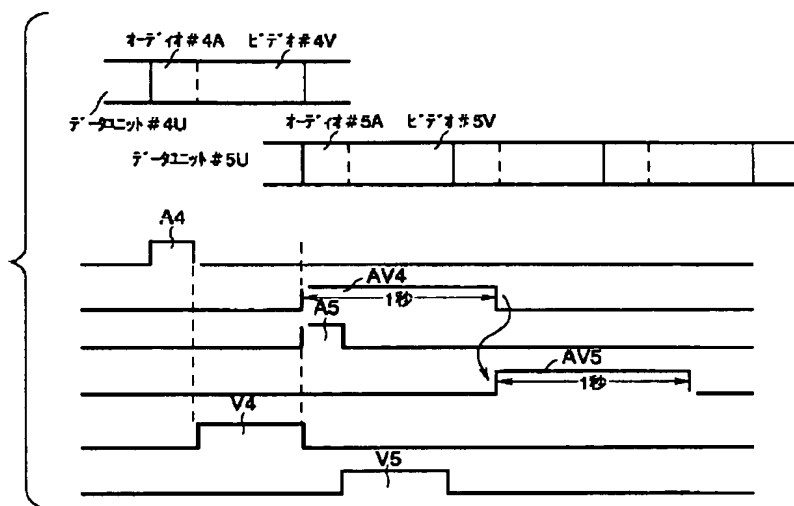 オーディオ#4A ビデオ#4V
データユニット#4U
オーディオ#5A ビデオ#5V
データユニット#5U
A4
AV4
1秒
A5
AV5
1秒
V4
V5